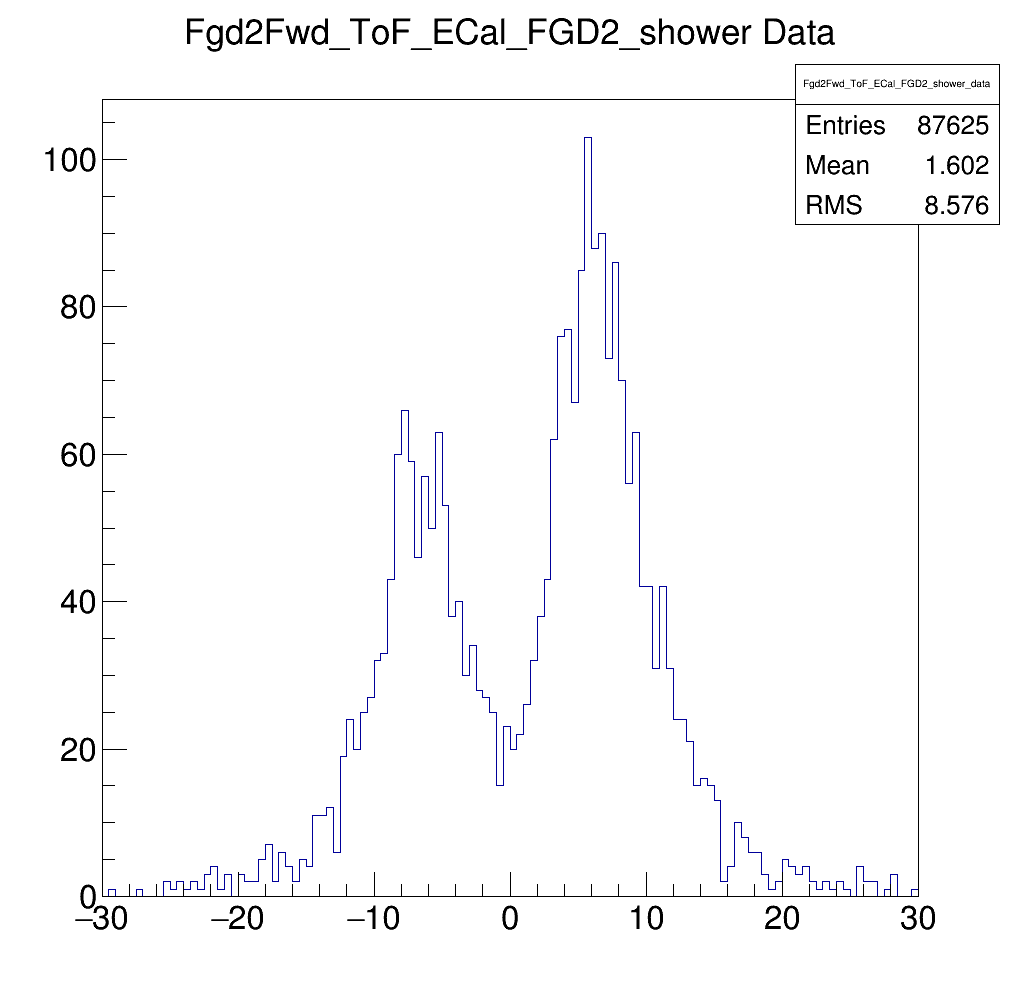 Fgd2Fwd_ToF_ECal_FGD2_shower Data
Fgd2Fwd_ToF_ECal_FGD2_shower_data
Entries 87625
Mean 1.602
RMS 8.576
100
80
60
40
20
0
−30 −20 −10 0 10 20 30